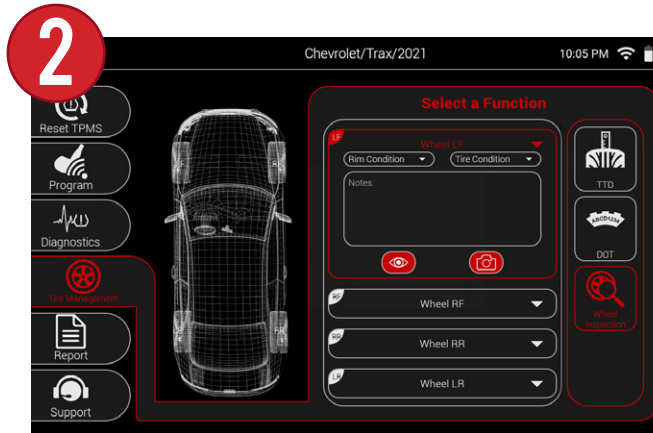 2
Chevrolet/Trax/2021
10:05 PM
Reset TPMS
Program
Diagnostics
Tire Management
Report
Support
Select a Function
LF
Wheel LF
Rim Condition
Tire Condition
Notes:
RF
Wheel RF
RR
Wheel RR
LR
Wheel LR
TTD
ABCD1234
DOT
Wheel
Inspection